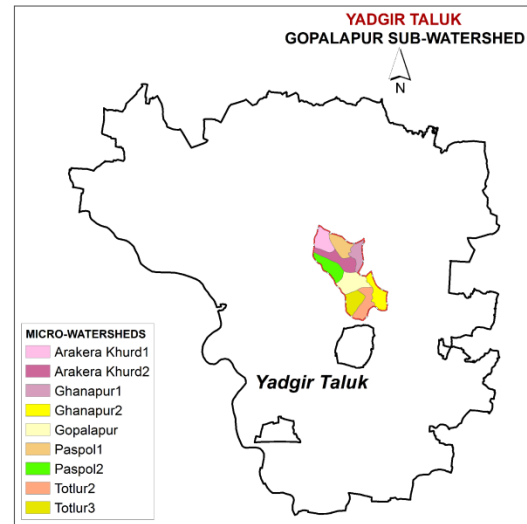 YADGIR TALUK
GOPALAPUR SUB-WATERSHED
N
MICRO-WATERSHEDS
Arakera Khurd1
Arakera Khurd2
Ghanapur1
Ghanapur2
Gopalapur
Paspol1
Paspol2
Totlur2
Totlur3
Yadgir Taluk